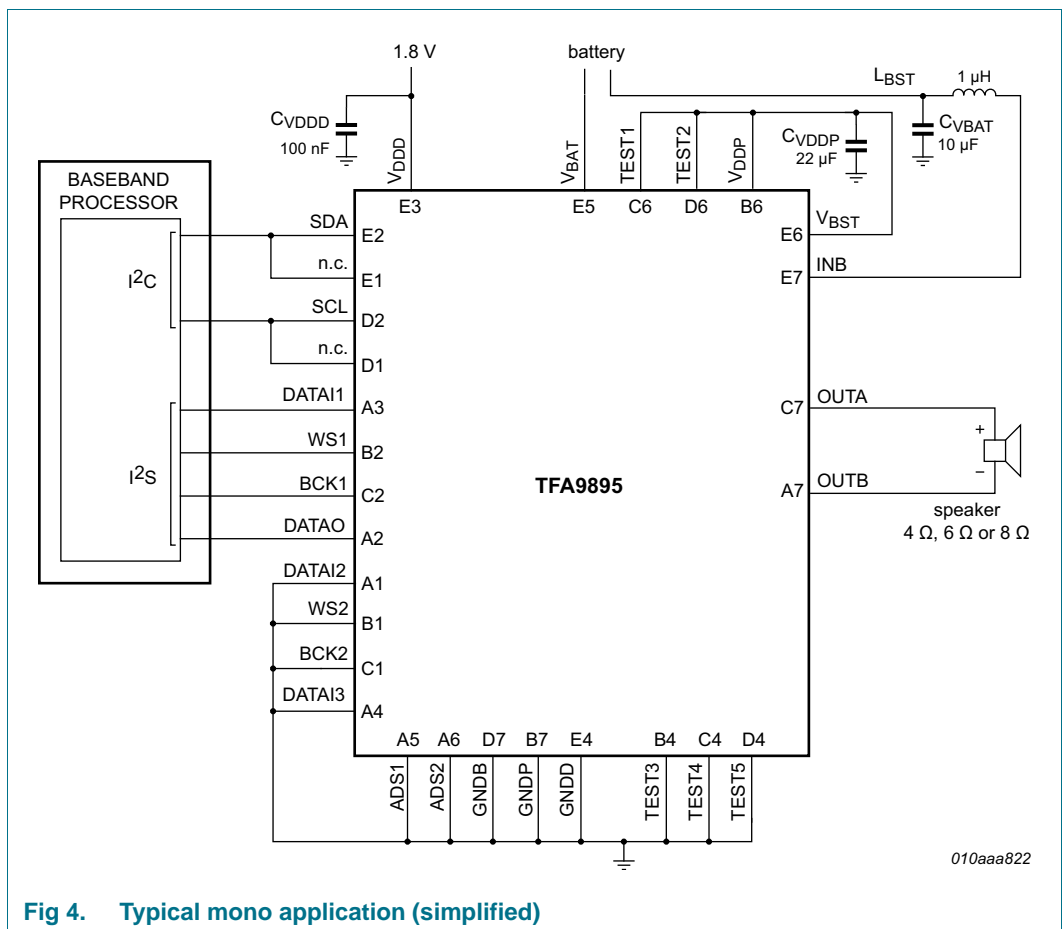 1.8 V
battery
LBST
1 μH
CVDDD
100 nF
CVDDP
22 μF
CVBAT
10 μF
VDDD
VBAT
TEST1
TEST2
VDDP
BASEBAND
PROCESSOR
E3
E5
C6
D6
B6
I2C
SDA
E2
n.c.
E1
SCL
D2
n.c.
D1
E6
VBST
E7
INB
I2S
DATAI1
A3
WS1
B2
BCK1
C2
DATAO
A2
TFA9895
C7
OUTA
+
−
A7
OUTB
speaker
4 Ω, 6 Ω or 8 Ω
DATAI2
A1
WS2
B1
BCK2
C1
DATAI3
A4
A5
A6
D7
B7
E4
B4
C4
D4
ADS1
ADS2
GNDB
GNDP
GNDD
TEST3
TEST4
TEST5
010aaa822
Fig 4. Typical mono application (simplified)